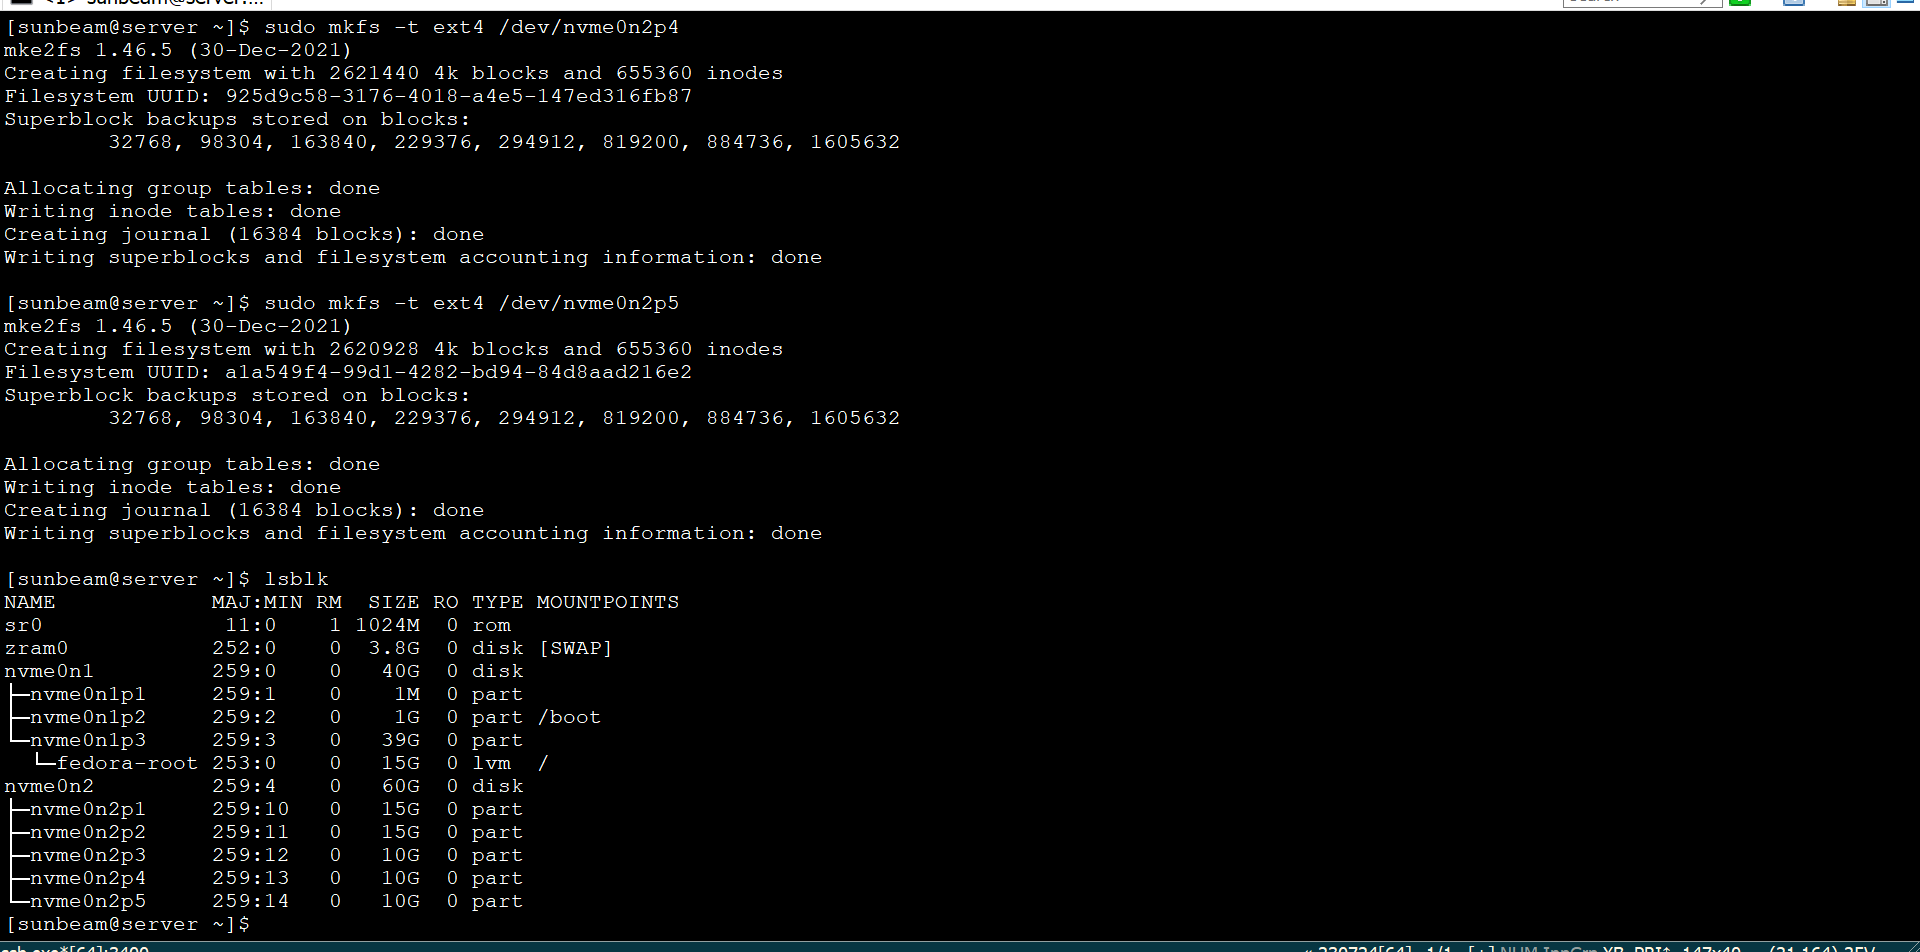 [sunbeam@server ~]$ sudo mkfs -t ext4 /dev/nvme0n2p4
mke2fs 1.46.5 (30-Dec-2021)
Creating filesystem with 2621440 4k blocks and 655360 inodes
Filesystem UUID: 925d9c58-3176-4018-a4e5-147ed316fb87
Superblock backups stored on blocks:
        32768, 98304, 163840, 229376, 294912, 819200, 884736, 1605632
Allocating group tables: done
Writing inode tables: done
Creating journal (16384 blocks): done
Writing superblocks and filesystem accounting information: done
[sunbeam@server ~]$ sudo mkfs -t ext4 /dev/nvme0n2p5
mke2fs 1.46.5 (30-Dec-2021)
Creating filesystem with 2620928 4k blocks and 655360 inodes
Filesystem UUID: a1a549f4-99d1-4282-bd94-84d8aad216e2
Superblock backups stored on blocks:
        32768, 98304, 163840, 229376, 294912, 819200, 884736, 1605632
Allocating group tables: done
Writing inode tables: done
Creating journal (16384 blocks): done
Writing superblocks and filesystem accounting information: done
[sunbeam@server ~]$ lsblk
NAME            MAJ:MIN RM  SIZE RO TYPE MOUNTPOINTS
sr0              11:0    1 1024M  0 rom
zram0           252:0    0  3.8G  0 disk [SWAP]
nvme0n1         259:0    0   40G  0 disk
├─nvme0n1p1     259:1    0    1M  0 part
├─nvme0n1p2     259:2    0    1G  0 part /boot
└─nvme0n1p3     259:3    0   39G  0 part
  └─fedora-root 253:0    0   15G  0 lvm  /
nvme0n2         259:4    0   60G  0 disk
├─nvme0n2p1     259:10   0   15G  0 part
├─nvme0n2p2     259:11   0   15G  0 part
├─nvme0n2p3     259:12   0   10G  0 part
├─nvme0n2p4     259:13   0   10G  0 part
└─nvme0n2p5     259:14   0   10G  0 part
[sunbeam@server ~]$